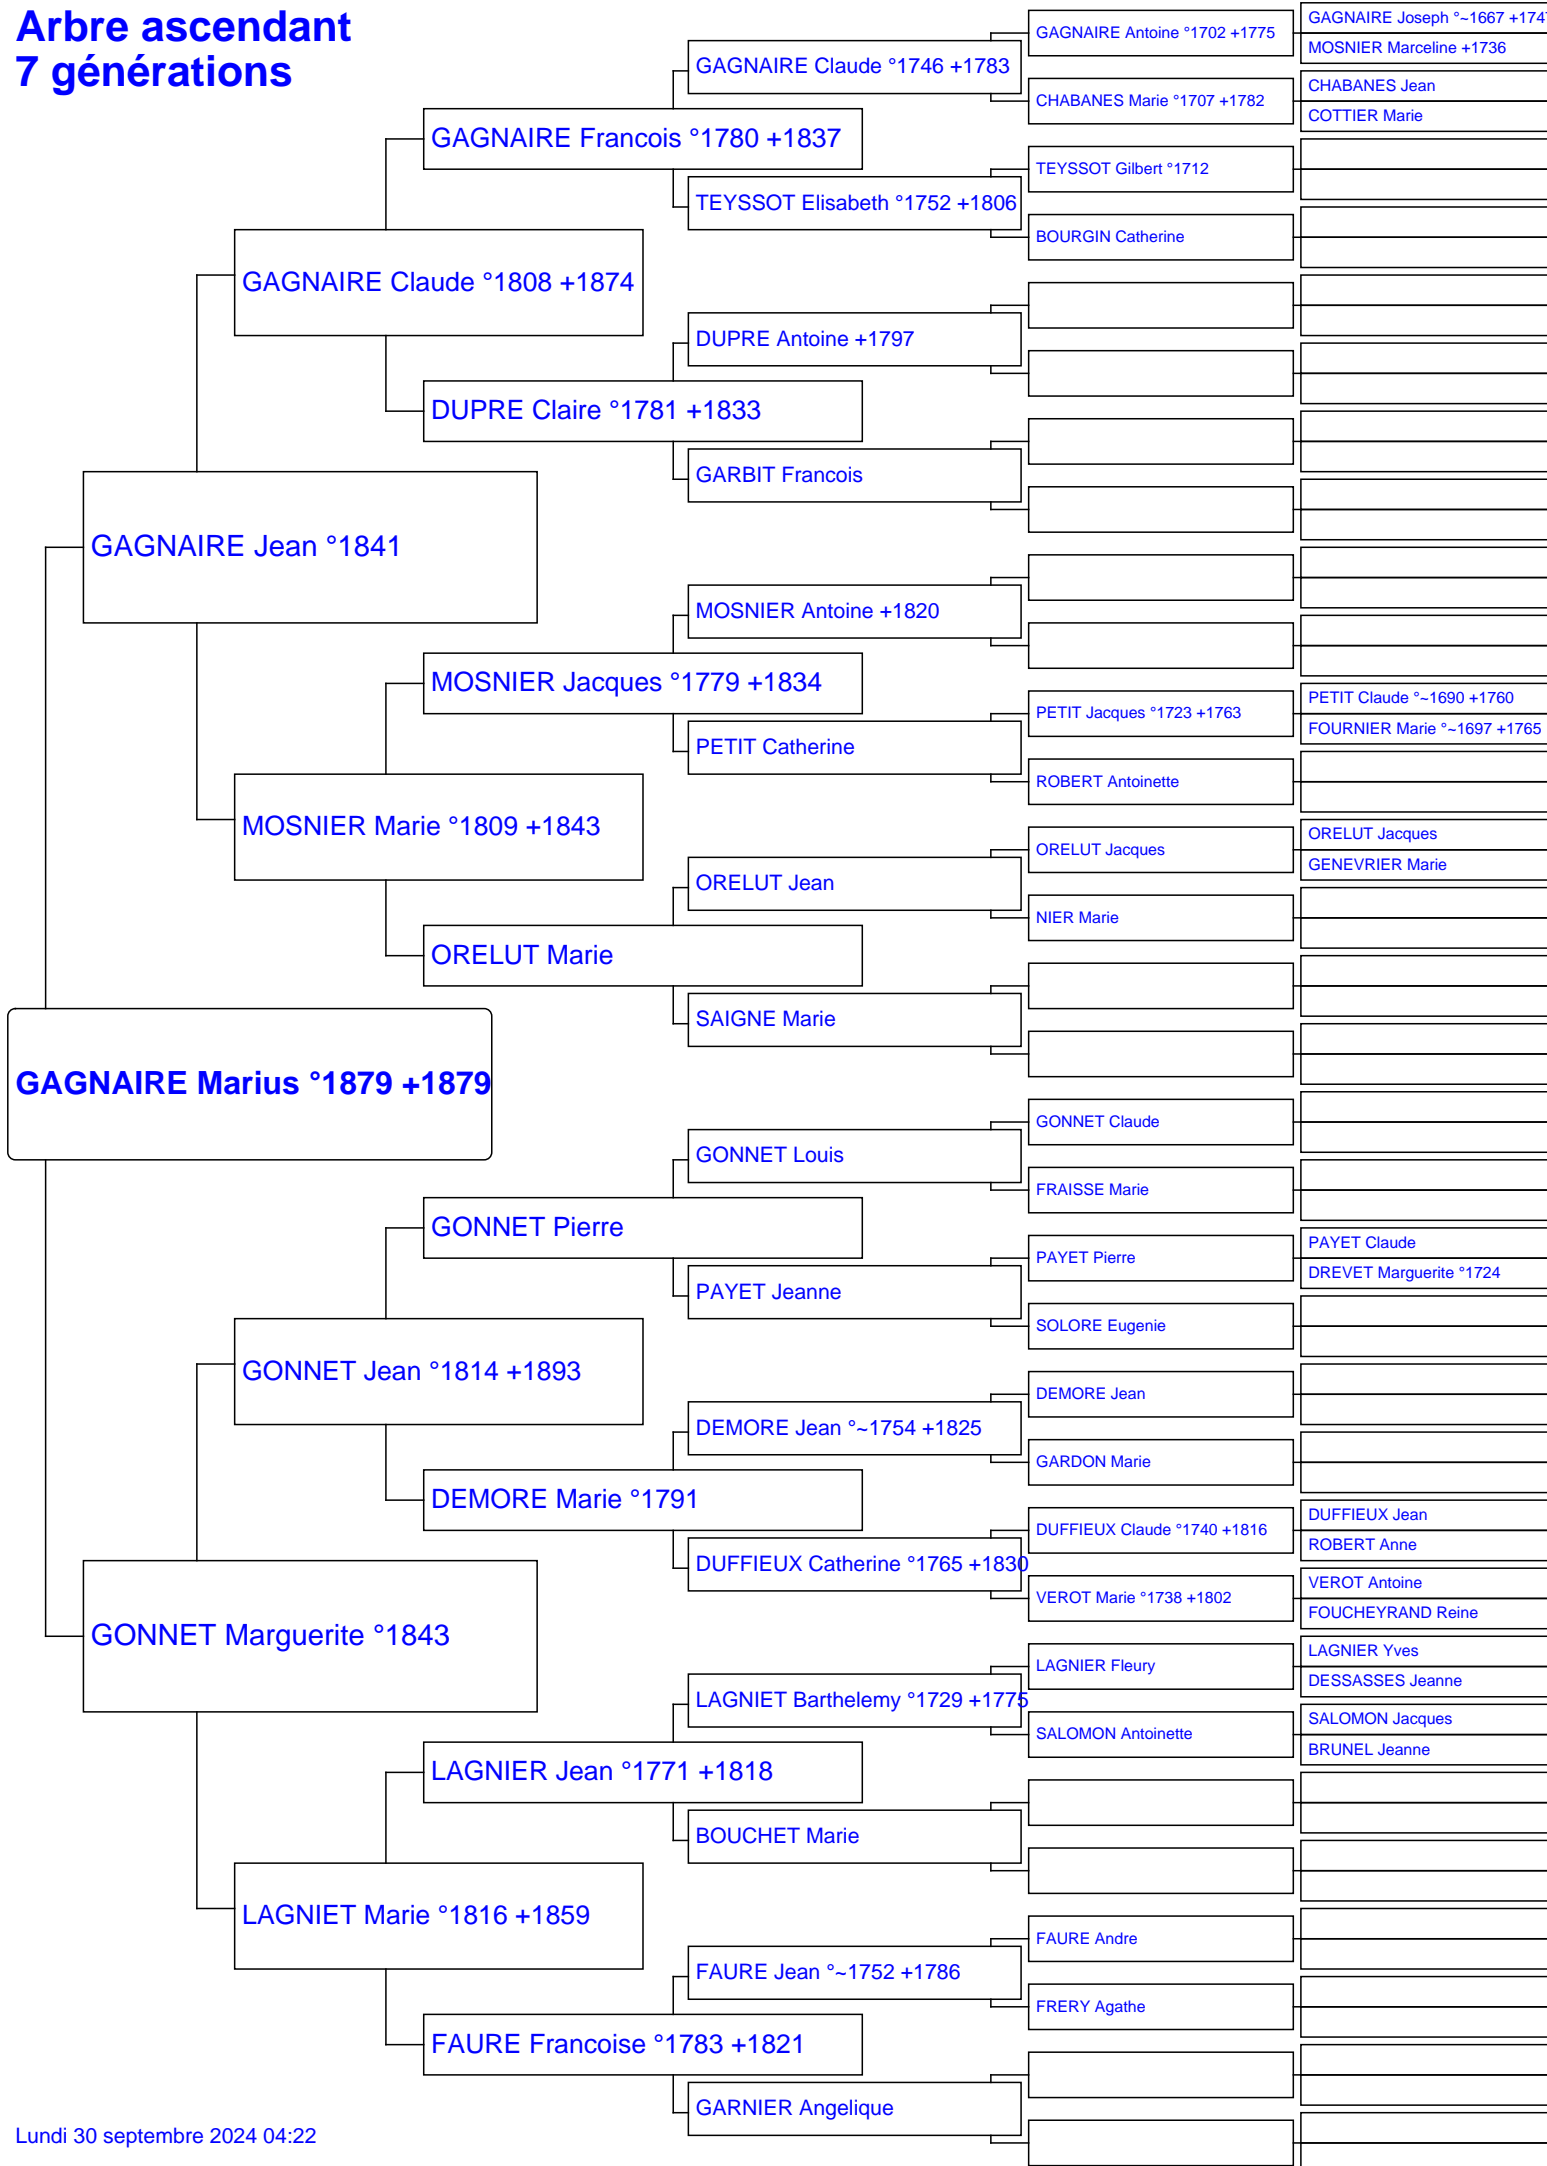 Arbre ascendant
7 générations
GAGNAIRE Marius °1879 +1879
GAGNAIRE Jean °1841
GONNET Marguerite °1843
GAGNAIRE Claude °1808 +1874
MOSNIER Marie °1809 +1843
GONNET Jean °1814 +1893
LAGNIET Marie °1816 +1859
GAGNAIRE Francois °1780 +1837
DUPRE Claire °1781 +1833
MOSNIER Jacques °1779 +1834
ORELUT Marie
GONNET Pierre
DEMORE Marie °1791
LAGNIER Jean °1771 +1818
FAURE Francoise °1783 +1821
GAGNAIRE Claude °1746 +1783
TEYSSOT Elisabeth °1752 +1806
DUPRE Antoine +1797
GARBIT Francois
MOSNIER Antoine +1820
PETIT Catherine
ORELUT Jean
SAIGNE Marie
GONNET Louis
PAYET Jeanne
DEMORE Jean °~1754 +1825
DUFFIEUX Catherine °1765 +1830
LAGNIET Barthelemy °1729 +1775
BOUCHET Marie
FAURE Jean °~1752 +1786
GARNIER Angelique
GAGNAIRE Antoine °1702 +1775
CHABANES Marie °1707 +1782
TEYSSOT Gilbert °1712
BOURGIN Catherine
PETIT Jacques °1723 +1763
ROBERT Antoinette
ORELUT Jacques
NIER Marie
GONNET Claude
FRAISSE Marie
PAYET Pierre
SOLORE Eugenie
DEMORE Jean
GARDON Marie
DUFFIEUX Claude °1740 +1816
VEROT Marie °1738 +1802
LAGNIER Fleury
SALOMON Antoinette
FAURE Andre
FRERY Agathe
GAGNAIRE Joseph °~1667
MOSNIER Marceline +1736
CHABANES Jean
COTTIER Marie
PETIT Claude °~1690 +1760
FOURNIER Marie °~1697 +1765
ORELUT Jacques
GENEVRIER Marie
PAYET Claude
DREVET Marguerite °1724
DUFFIEUX Jean
ROBERT Anne
VEROT Antoine
FOUCHEYRAND Reine
LAGNIER Yves
DESSASSES Jeanne
SALOMON Jacques
BRUNEL Jeanne
Lundi 30 septembre 2024 04:22